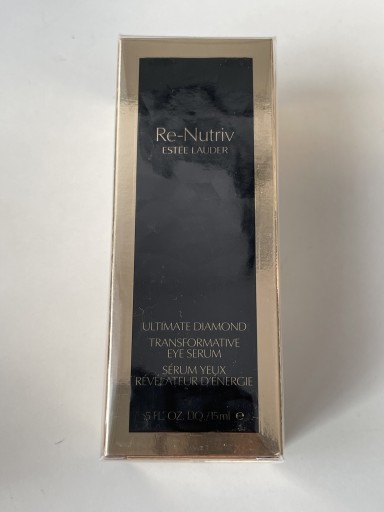 Re-Nutriv
ESTĒE LAUDER
ULTIMATE DIAMOND
TRANSFORMATIVE
EYE SERUM
SÉRUM YEUX
RÉVÉLATEUR D'ÉNERGIE
.5 FL. OZ. LIQ./15 ml e